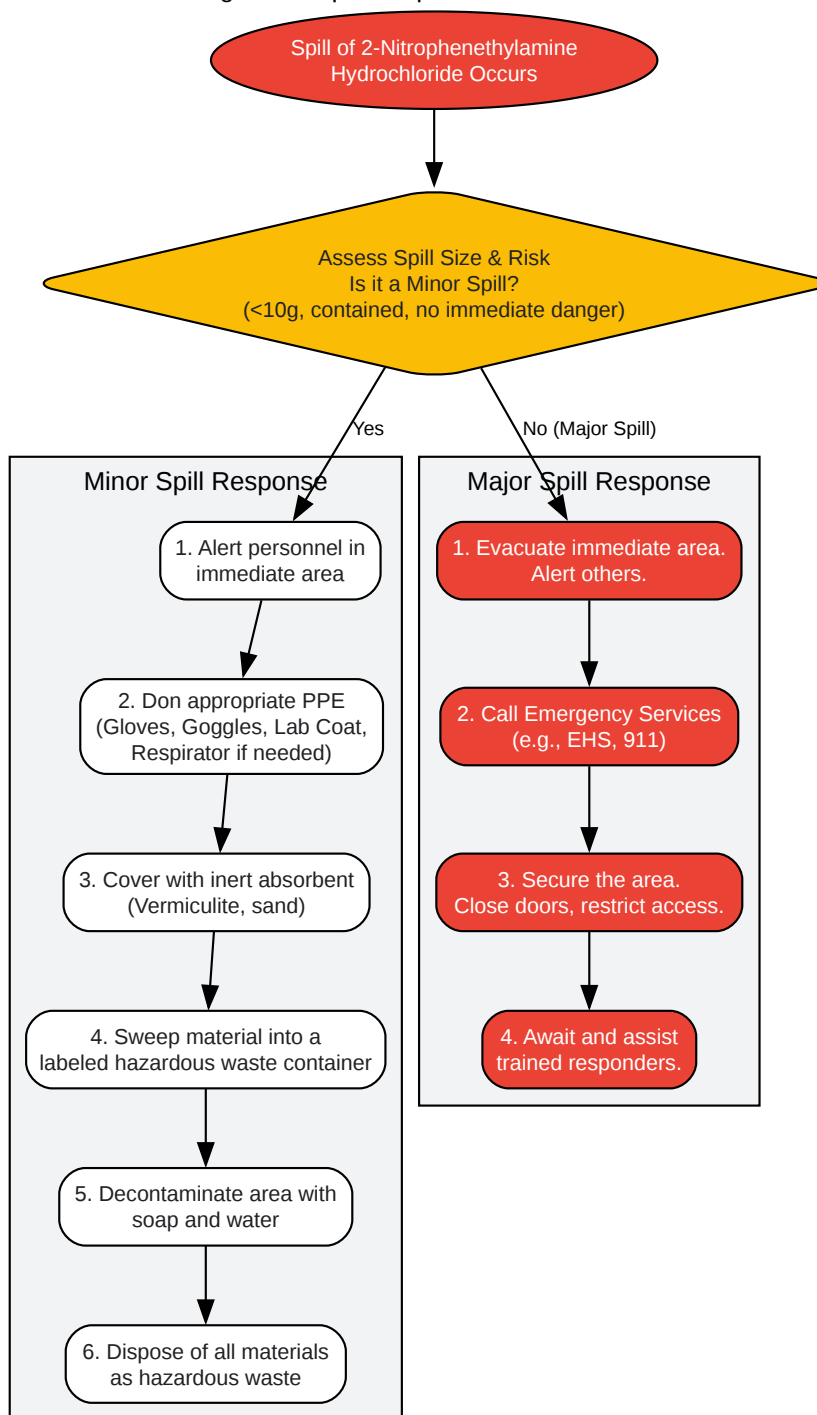 Spill of 2-Nitrophenethylamine
Hydrochloride Occurs
Assess Spill Size & Risk
Is it a Minor Spill?
(<10g, contained, no immediate danger)
Yes
No (Major Spill)
Minor Spill Response
1. Alert personnel in
immediate area
2. Don appropriate PPE
(Gloves, Goggles, Lab Coat,
Respirator if needed)
3. Cover with inert absorbent
(Vermiculite, sand)
4. Sweep material into a
labeled hazardous waste container
5. Decontaminate area with
soap and water
6. Dispose of all materials
as hazardous waste
Major Spill Response
1. Evacuate immediate area.
Alert others.
2. Call Emergency Services
(e.g., EHS, 911)
3. Secure the area.
Close doors, restrict access.
4. Await and assist
trained responders.